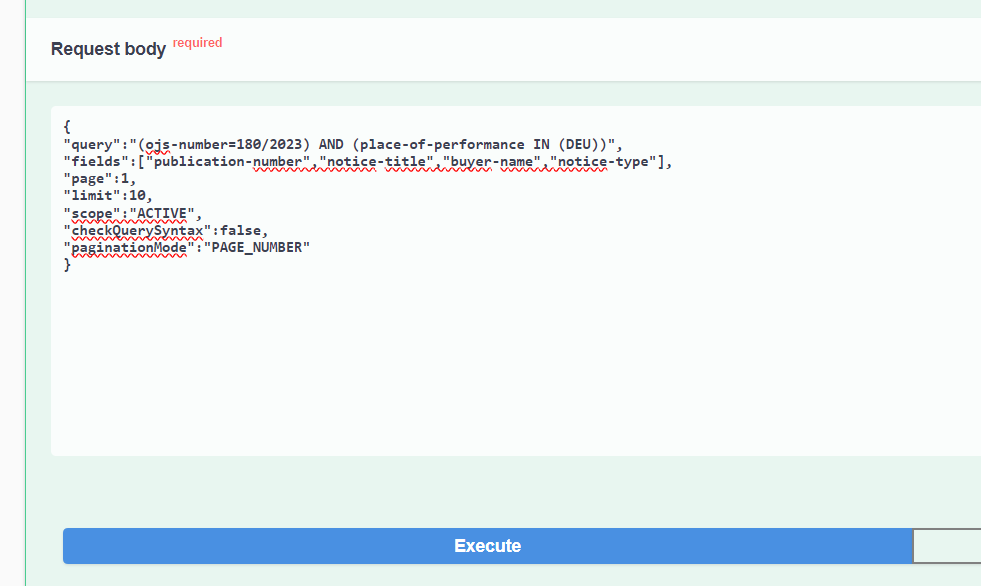 Request body required
{
"query":"(ojs-number=180/2023) AND (place-of-performance IN (DEU))",
"fields":["publication-number","notice-title","buyer-name","notice-type"],
"page":1,
"limit":10,
"scope":"ACTIVE",
"checkQuerySyntax":false,
"paginationMode":"PAGE_NUMBER"
}
Execute